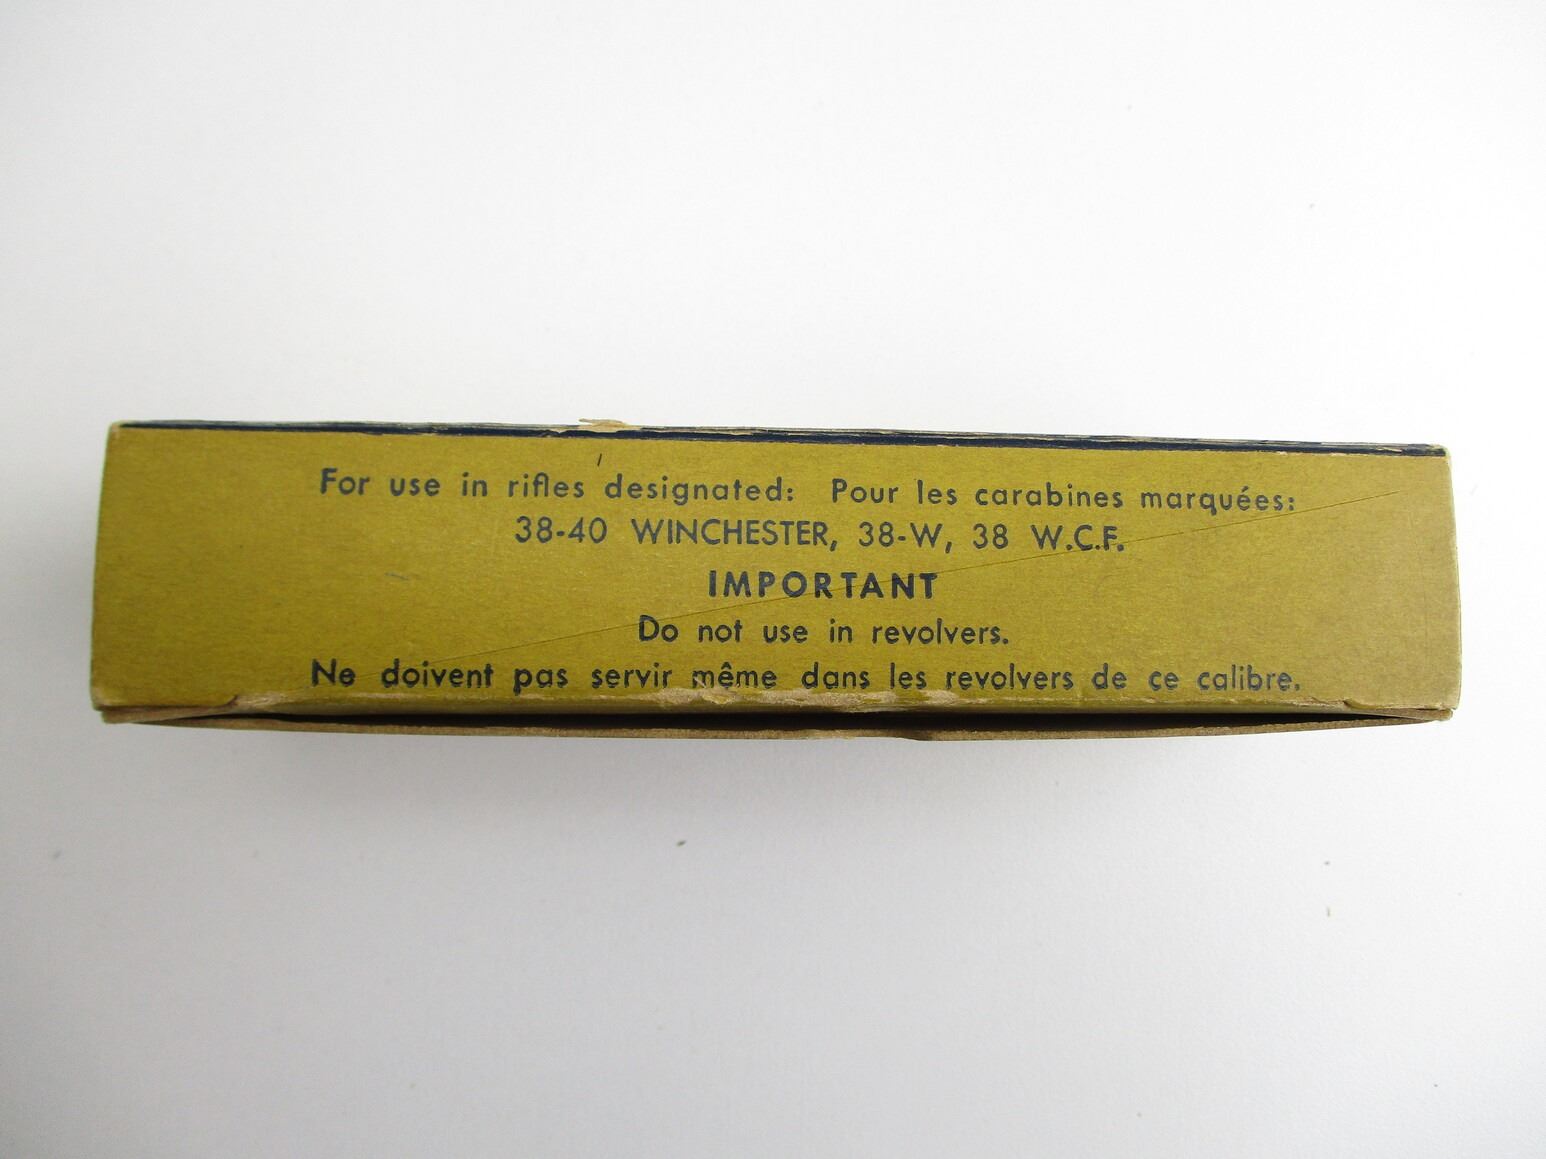 For use in rifles designated: Pour les carabines marquées:
38-40 WINCHESTER, 38-W, 38 W.C.F.
IMPORTANT
Do not use in revolvers.
Ne doivent pas servir même dans les revolvers de ce calibre.